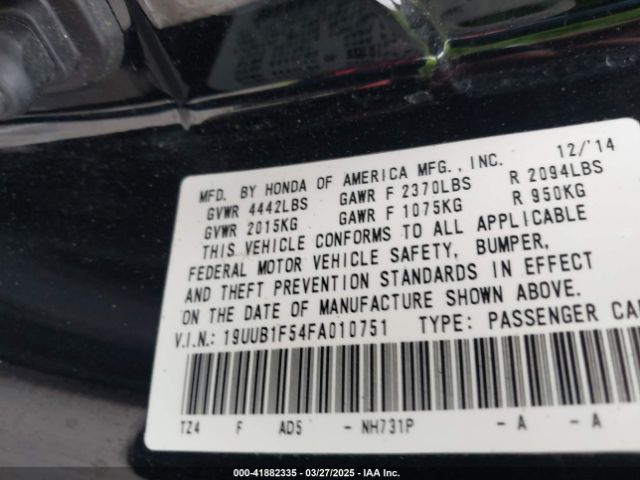 MFD. BY HONDA OF AMERICA MFG., INC. 12/'14
GVWR 4442LBS GAWR F 2370LBS R 2094LBS
GVWR 2015KG GAWR F 1075KG R 950KG
THIS VEHICLE CONFORMS TO ALL APPLICABLE
FEDERAL MOTOR VEHICLE SAFETY, BUMPER,
AND THEFT PREVENTION STANDARDS IN EFFECT
ON THE DATE OF MANUFACTURE SHOWN ABOVE.
V.I.N.: 19UUB1F54FA010751 TYPE: PASSENGER CA
TZ4 F AD5 - NH731P - A - A
000-41882335 - 03/27/2025 - IAAI.COM